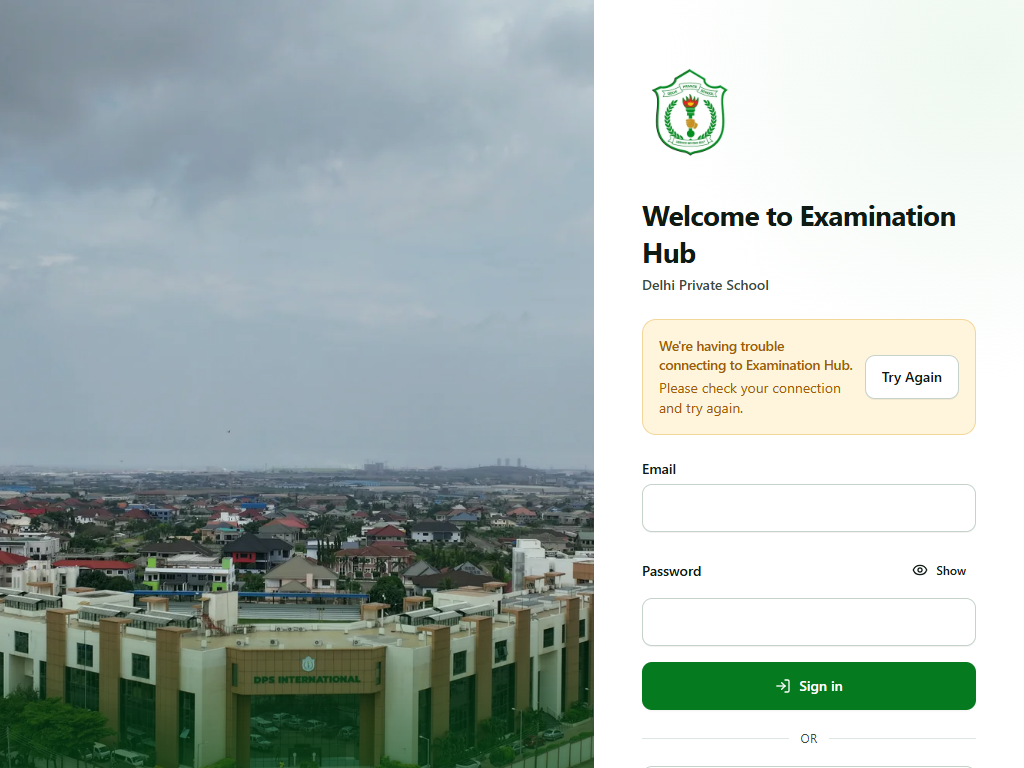 Welcome to Examination
Hub
Delhi Private School
We're having trouble
connecting to Examination Hub.
Please check your connection
and try again.
Try Again
Email
Password
Show
Sign in
OR
DPS INTERNATIONAL